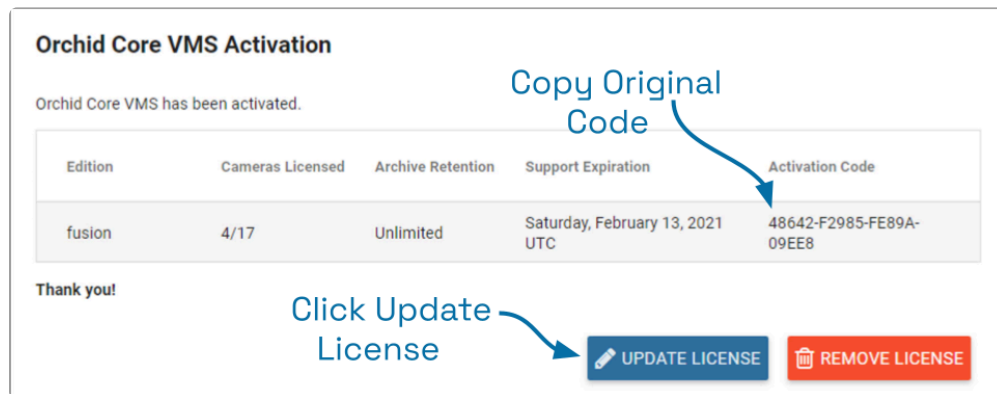 Orchid Core VMS Activation
Copy Original
Code
Orchid Core VMS has been activated.
Edition Cameras Licensed Archive Retention Support Expiration Activation Code
fusion 4/17 Unlimited Saturday, February 13, 2021 48642-F2985-FE89A-
UTC 09EE8
Thank you!
Click Update
License
UPDATE LICENSE REMOVE LICENSE